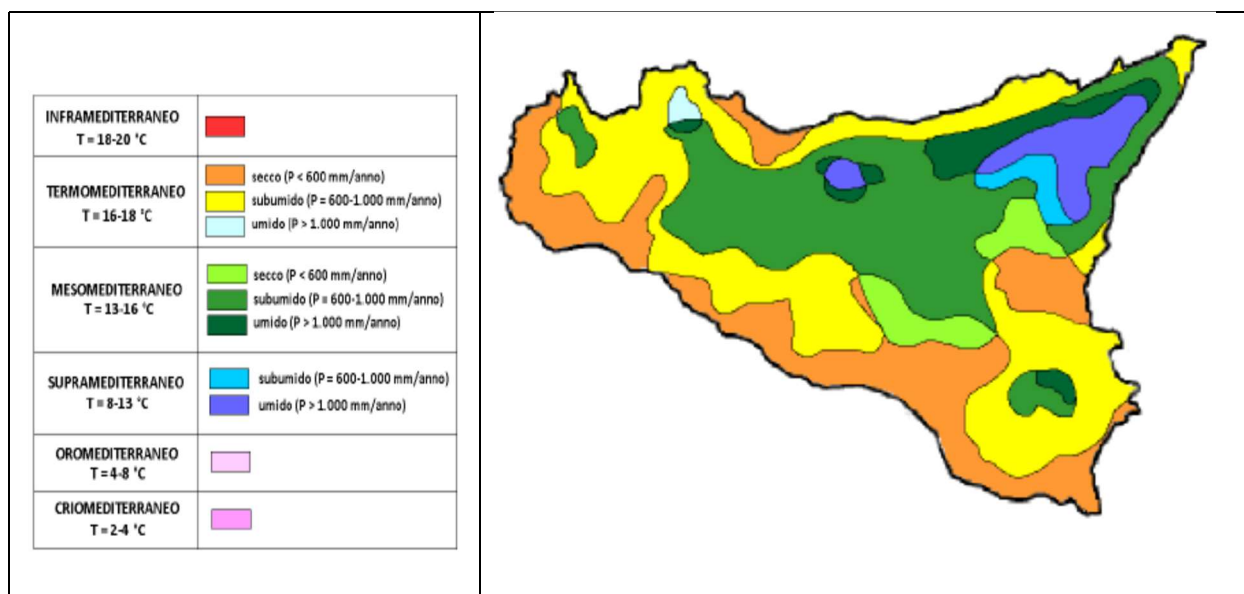 INFRAMEDITERRANEO
T = 18-20 °C
TERMOMEDITERRANEO
T = 16-18 °C
secco (P < 600 mm/anno)
subumido (P = 600-1.000 mm/anno)
umido (P > 1.000 mm/anno)
MESOMEDITERRANEO
T = 13-16 °C
secco (P < 600 mm/anno)
subumido (P = 600-1.000 mm/anno)
umido (P > 1.000 mm/anno)
SUPRAMEDITERRANEO
T = 8-13 °C
subumido (P = 600-1.000 mm/anno)
umido (P > 1.000 mm/anno)
OROMEDITERRANEO
T = 4-8 °C
CRIOMEDITERRANEO
T = 2-4 °C